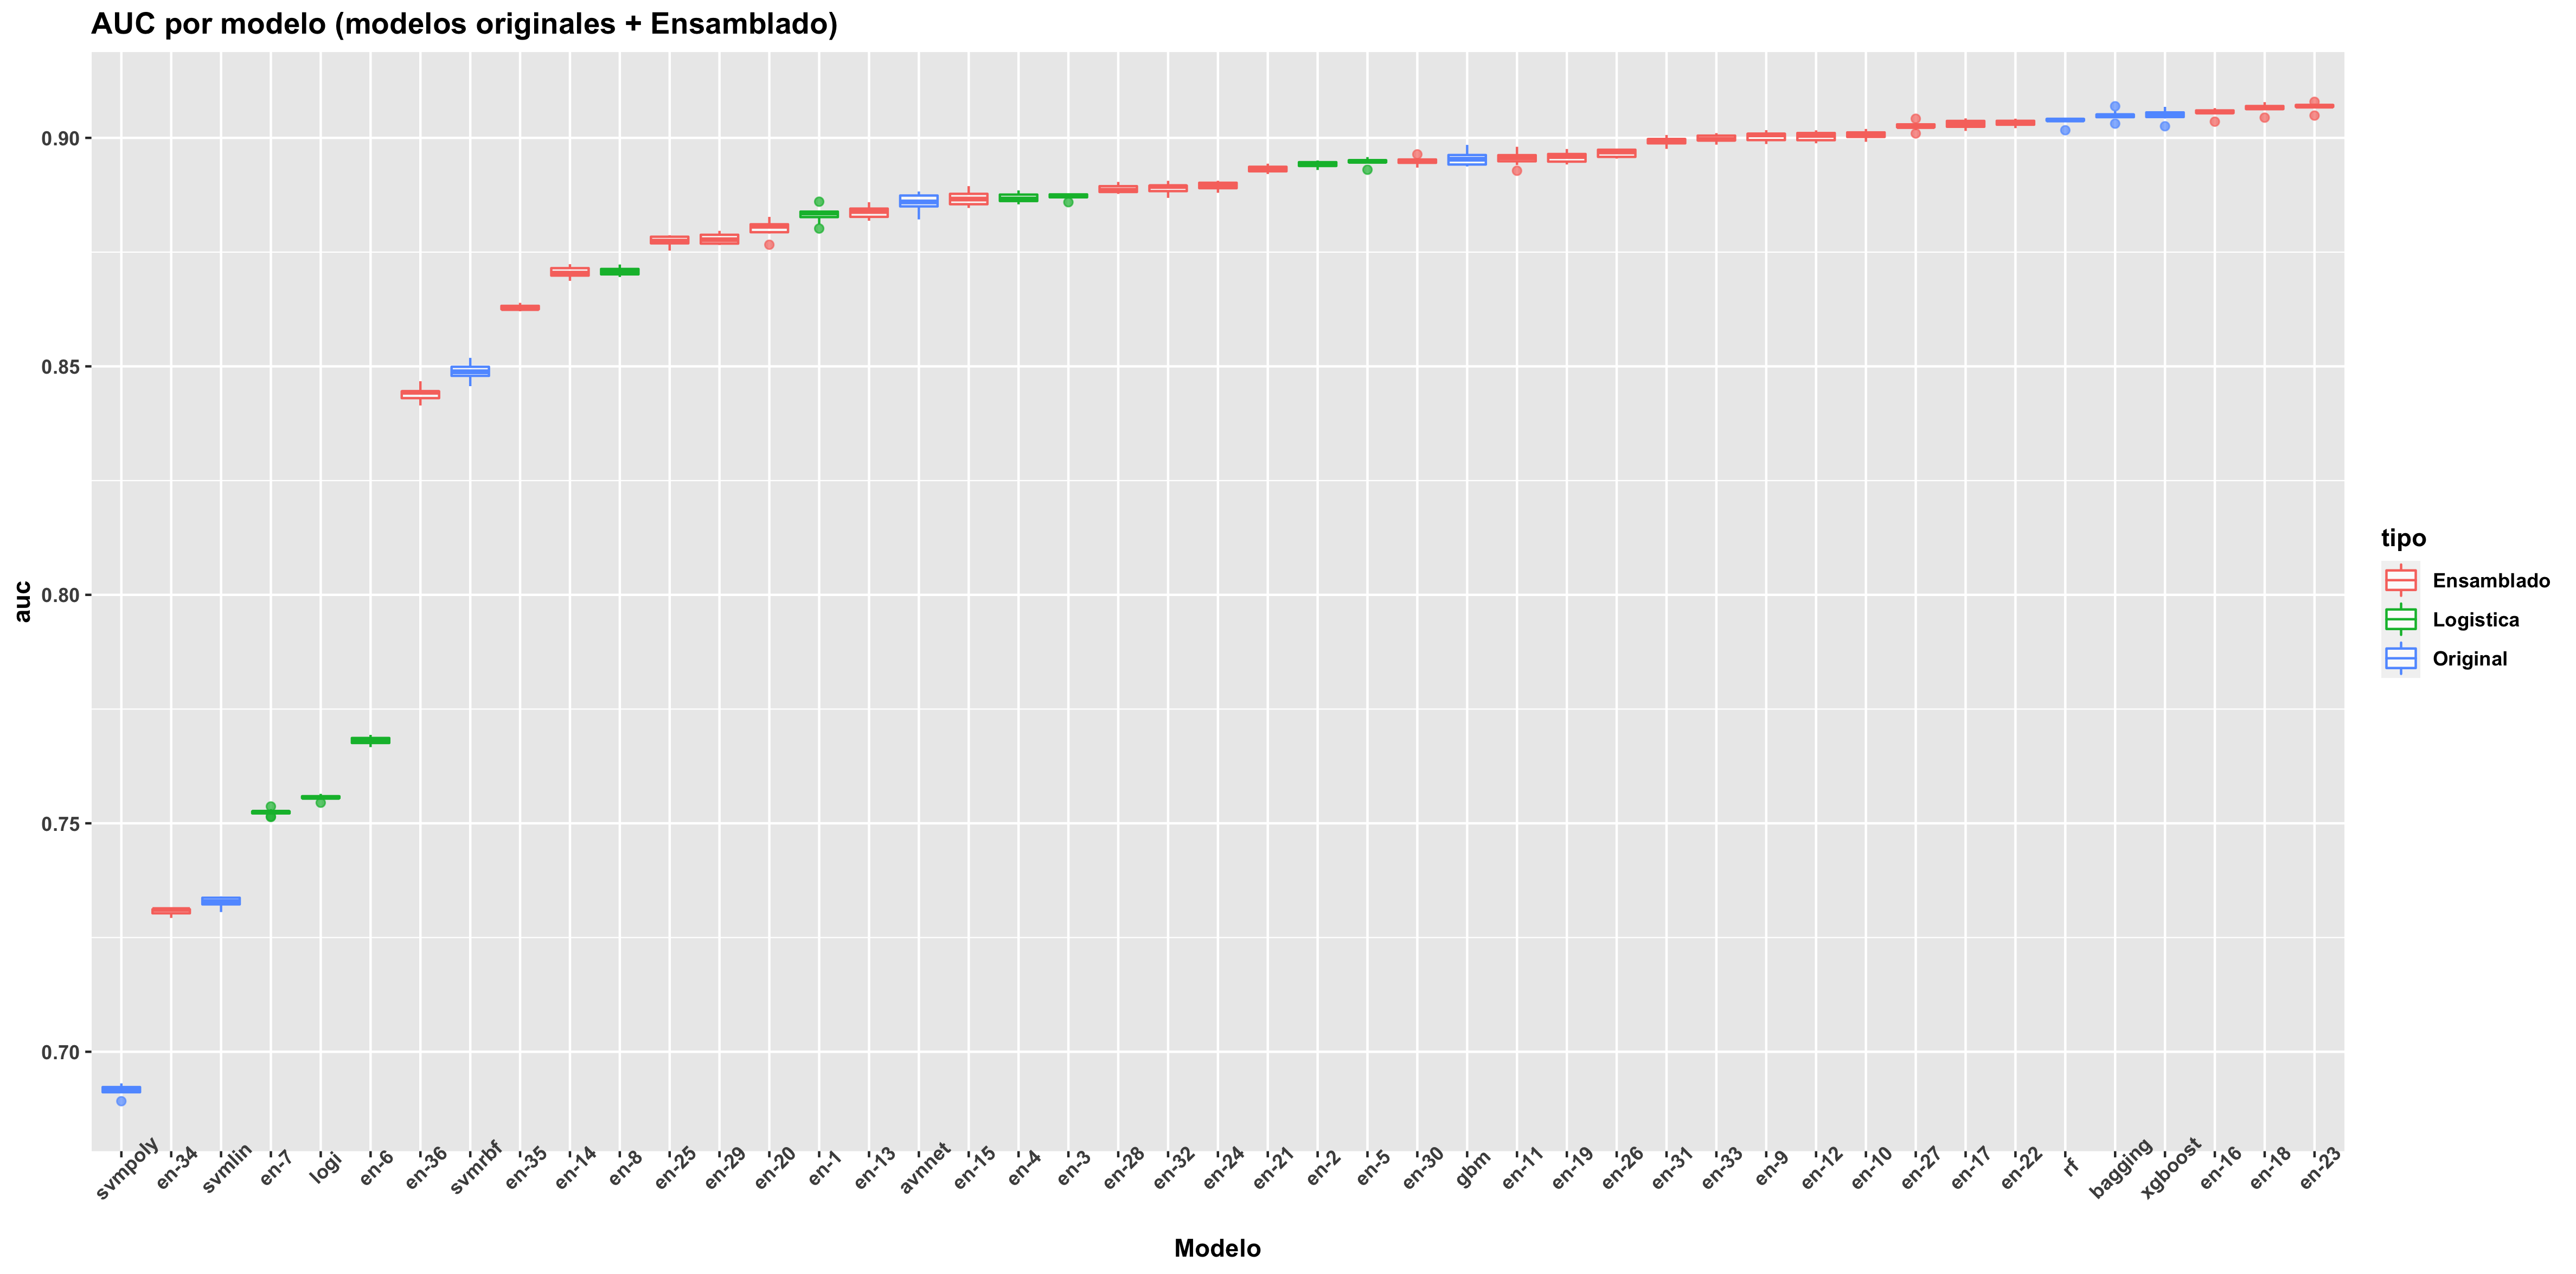 AUC por modelo (modelos originales + Ensamblado)
auc
0.90
0.85
0.80
0.75
0.70
svmpoly
en-34
svmlin
en-7
logi
en-6
en-36
svmrbf
en-35
en-14
en-8
en-25
en-29
en-20
en-1
en-13
avnnet
en-15
en-4
en-3
en-28
en-32
en-24
en-21
en-2
en-5
en-30
gbm
en-11
en-19
en-26
en-31
en-33
en-9
en-12
en-10
en-27
en-17
en-22
rf
bagging
xgboost
en-16
en-18
en-23
Modelo
tipo
Ensamblado
Logistica
Original